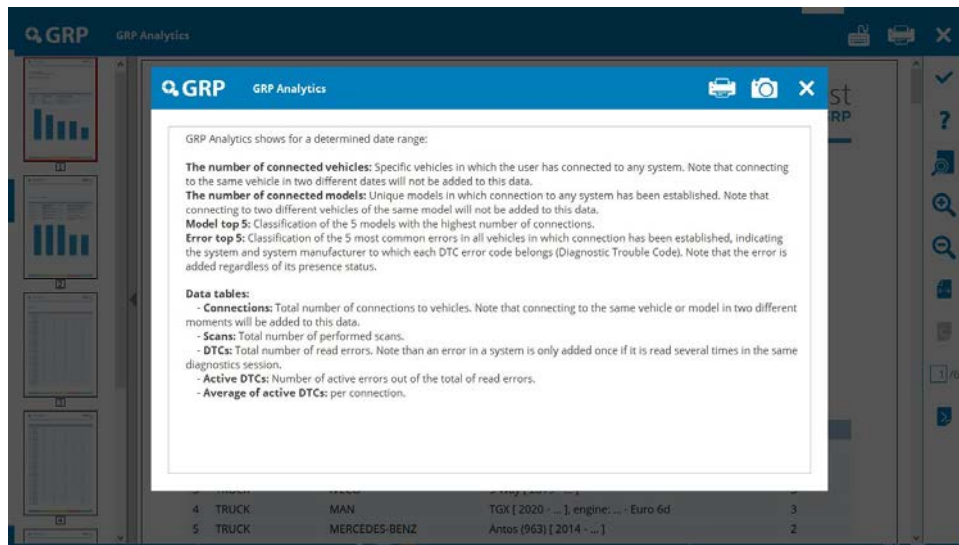 GRP GRP Analytics
GRP GRP Analytics
GRP Analytics shows for a determined date range:
The number of connected vehicles: Specific vehicles in which the user has connected to any system. Note that connecting
to the same vehicle in two different dates will not be added to this data.
The number of connected models: Unique models in which connection to any system has been established. Note that
connecting to two different vehicles of the same model will not be added to this data.
Model top 5: Classification of the 5 models with the highest number of connections.
Error top 5: Classification of the 5 most common errors in all vehicles in which connection has been established, indicating
the system and system manufacturer to which each DTC error code belongs (Diagnostic Trouble Code). Note that the error is
added regardless of its presence status.
Data tables:
- Connections: Total number of connections to vehicles. Note that connecting to the same vehicle or model in two different
moments will be added to this data.
- Scans: Total number of performed scans.
- DTCs: Total number of read errors. Note than an error in a system is only added once if it is read several times in the same
diagnostics session.
- Active DTCs: Number of active errors out of the total of read errors.
- Average of active DTCs: per connection.
st
GRP
1
2
3
4
1 /
4 TRUCK MAN TGX [ 2020 - ... ], engine: ... - Euro 6d 3
5 TRUCK MERCEDES-BENZ Antos (963) [ 2014 - ... ] 2